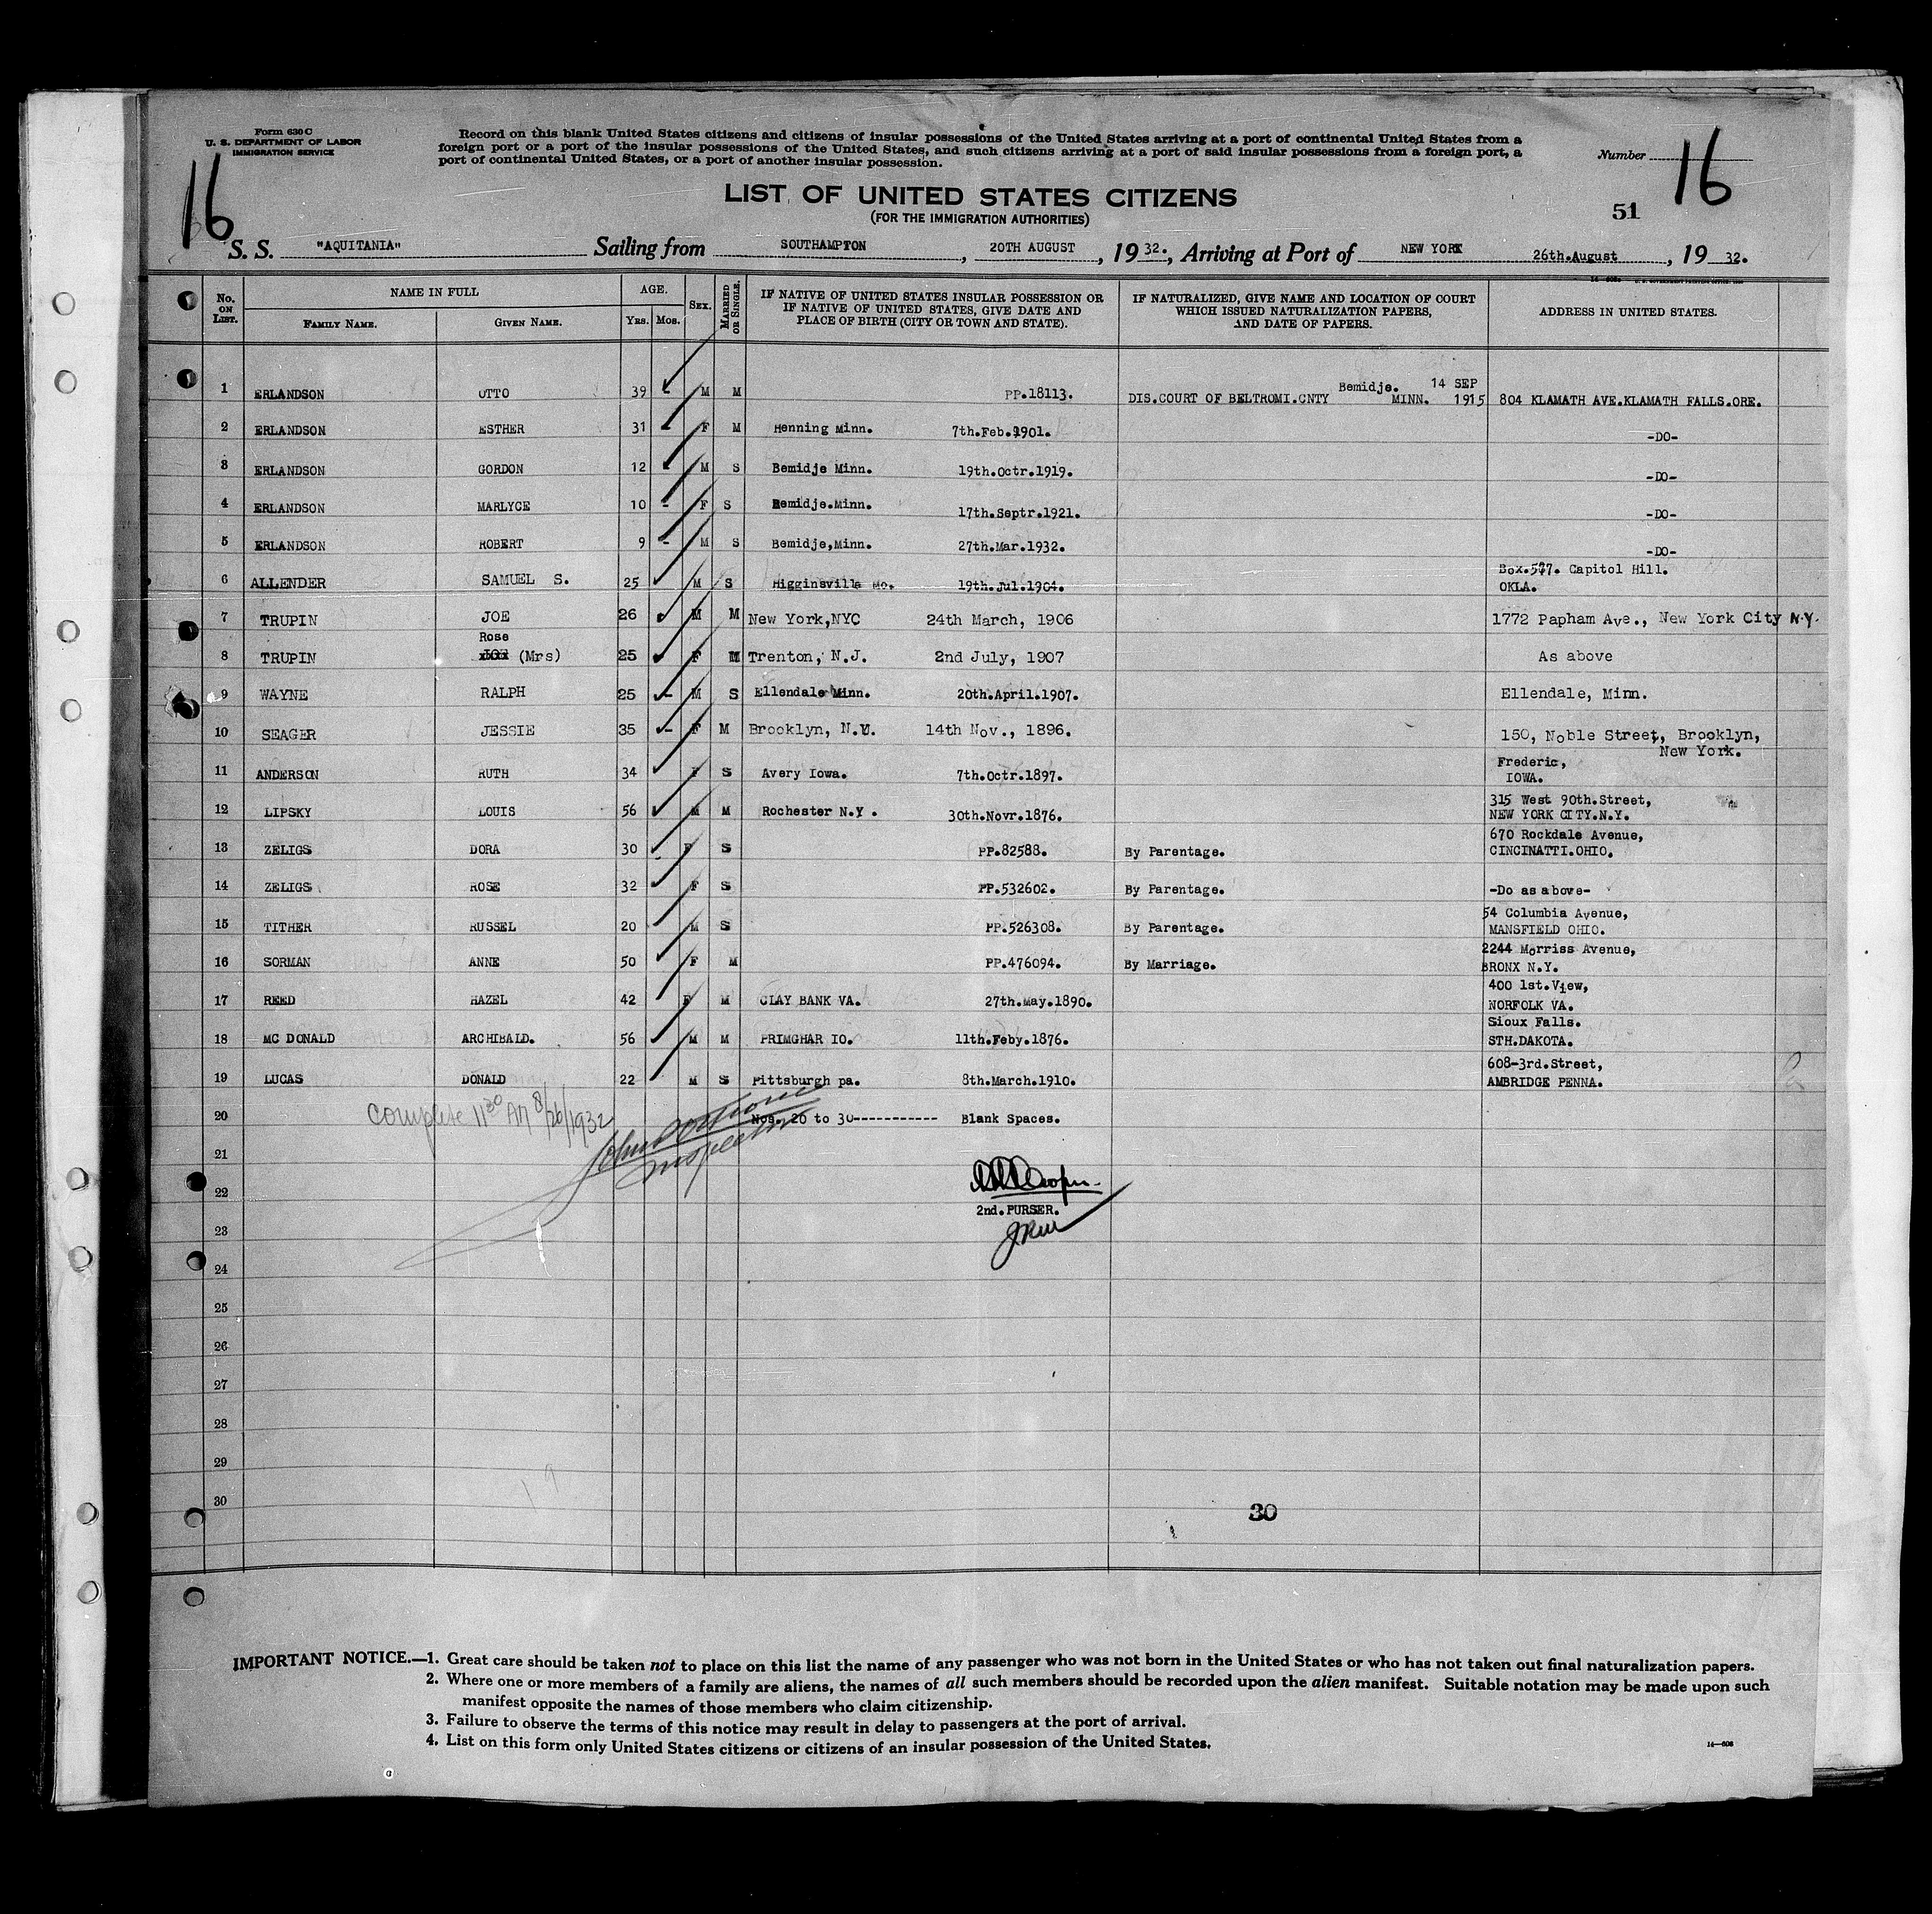 Form 630 C
U. S. DEPARTMENT OF LABOR
IMMIGRATION SERVICE
Record on this blank United States citizens and citizens of insular possessions of the United States arriving at a port of continental United States from a
foreign port or a port of the insular possessions of the United States, and such citizens arriving at a port of said insular possessions from a foreign port, a
port of continental United States, or a port of another insular possession.
Number 16
16
LIST OF UNITED STATES CITIZENS
(FOR THE IMMIGRATION AUTHORITIES)
51
S. S. "AQUITANIA" Sailing from SOUTHAMPTON, 20TH AUGUST, 19 32., Arriving at Port of NEW YORK 26th.August, 19 32.
No. ON LIST. NAME IN FULL FAMILY NAME. GIVEN NAME. AGE. YRS. MOS. SEX. MARRIED OR SINGLE. IF NATIVE OF UNITED STATES INSULAR POSSESSION OR IF NATIVE OF UNITED STATES, GIVE DATE AND PLACE OF BIRTH (CITY OR TOWN AND STATE). IF NATURALIZED, GIVE NAME AND LOCATION OF COURT WHICH ISSUED NATURALIZATION PAPERS, AND DATE OF PAPERS. ADDRESS IN UNITED STATES.
1 ERLANDSON OTTO 39 - M M PP.18113. DIS.COURT OF BELTROMI.CNTY Bemidje. MINN. 14 SEP 1915 804 KLAMATH AVE.KLAMATH FALLS.ORE.
2 ERLANDSON ESTHER 31 - F M Henning Minn. 7th.Feb.1901. -DO-
3 ERLANDSON GORDON 12 - M S Bemidje Minn. 19th.Octr.1919. -DO-
4 ERLANDSON MARLYCE 10 - F S Bemidje.Minn. 17th.Septr.1921. -DO-
5 ERLANDSON ROBERT 9 - M S Bemidje,Minn. 27th.Mar.1932. -DO-
6 ALLENDER SAMUEL S. 25 M S Higginsville Mo. 19th.Jul.1904. Box.577. Capitol Hill. OKLA.
7 TRUPIN JOE 26 M M New York,NYC 24th March, 1906 1772 Papham Ave., New York City N.Y.
8 TRUPIN Rose (Mrs) 25 F M Trenton, N.J. 2nd July, 1907 As above
9 WAYNE RALPH 25 - M S Ellendale Minn. 20th.April.1907. Ellendale, Minn.
10 SEAGER JESSIE 35 - F M Brooklyn, N.Y. 14th Nov., 1896. 150, Noble Street, Brooklyn, New York.
11 ANDERSON RUTH 34 F S Avery Iowa. 7th.Octr.1897. Frederic, IOWA.
12 LIPSKY LOUIS 56 M M Rochester N.Y. 30th.Novr.1876. 315 West 90th.Street, NEW YORK CITY.N.Y.
13 ZELIGS DORA 30 - F S PP.82588. By Parentage. 670 Rockdale Avenue, CINCINATTI.OHIO.
14 ZELIGS ROSE 32 F S PP.532602. By Parentage. -Do as above-
15 TITHER RUSSEL 20 M S PP.526308. By Parentage. 54 Columbia Avenue, MANSFIELD OHIO.
16 SORMAN ANNE 50 F M PP.476094. By Marriage. 2244 Morriss Avenue, BRONX N.Y.
17 REED HAZEL 42 F M CLAY BANK VA. 27th.May.1890. 400 1st.View, NORFOLK VA.
18 MC DONALD ARCHIBALD. 56 M M PRIMGHAR IO. 11th.Feby.1876. Sioux Falls. STH.DAKOTA.
19 LUCAS DONALD 22 M S Pittsburgh pa. 8th.March.1910. 608-3rd.Street, AMBRIDGE PENNA.
20 Nos. 20 to 30----------- Blank Spaces.
Complete 11 30 AM 8/26/1932
Inspector
21
22
2nd. PURSER.
23
24
25
26
27
28
29
19
30
30
IMPORTANT NOTICE.—1. Great care should be taken not to place on this list the name of any passenger who was not born in the United States or who has not taken out final naturalization papers.
2. Where one or more members of a family are aliens, the names of all such members should be recorded upon the alien manifest. Suitable notation may be made upon such
manifest opposite the names of those members who claim citizenship.
3. Failure to observe the terms of this notice may result in delay to passengers at the port of arrival.
4. List on this form only United States citizens or citizens of an insular possession of the United States.
14—606